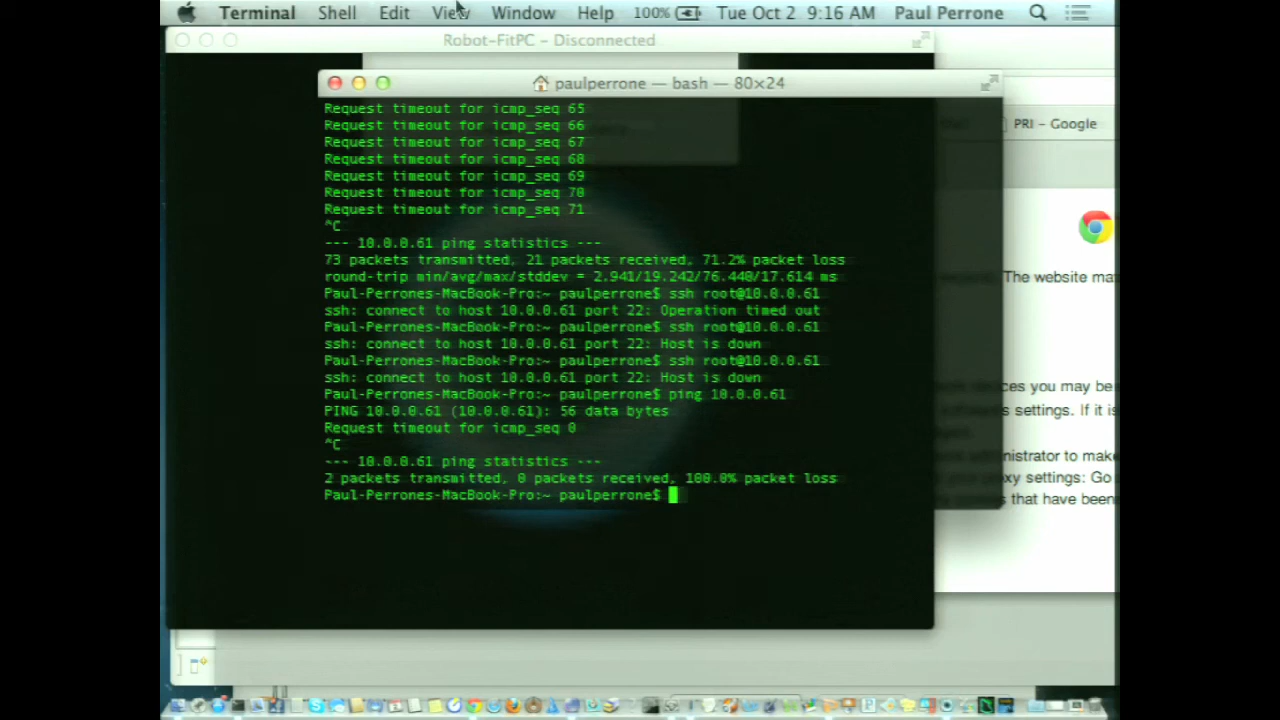 Terminal Shell Edit View Window Help 100% Tue Oct 2 9:16 AM Paul Perrone
Robot-FitPC – Disconnected
paulperrone — bash — 80×24
PRI – Google
Request timeout for icmp_seq 65
Request timeout for icmp_seq 66
Request timeout for icmp_seq 67
Request timeout for icmp_seq 68
Request timeout for icmp_seq 69
Request timeout for icmp_seq 70
Request timeout for icmp_seq 71
^C
--- 10.0.0.61 ping statistics ---
73 packets transmitted, 21 packets received, 71.2% packet loss
round-trip min/avg/max/stddev = 2.941/19.242/76.448/17.614 ms
Paul-Perrones-MacBook-Pro:~ paulperrone$ ssh root@10.0.0.61
ssh: connect to host 10.0.0.61 port 22: Operation timed out
Paul-Perrones-MacBook-Pro:~ paulperrone$ ssh root@10.0.0.61
ssh: connect to host 10.0.0.61 port 22: Host is down
Paul-Perrones-MacBook-Pro:~ paulperrone$ ssh root@10.0.0.61
ssh: connect to host 10.0.0.61 port 22: Host is down
Paul-Perrones-MacBook-Pro:~ paulperrone$ ping 10.0.0.61
PING 10.0.0.61 (10.0.0.61): 56 data bytes
Request timeout for icmp_seq 0
^C
--- 10.0.0.61 ping statistics ---
2 packets transmitted, 0 packets received, 100.0% packet loss
Paul-Perrones-MacBook-Pro:~ paulperrone$
The website ma
devices you may be
settings. If it is
administrator to make
proxy settings: Go
that have been